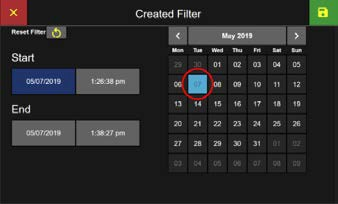 Created Filter
Reset Filter
Start
05/07/2019 1:26:38 pm
End
05/07/2019 1:38:27 pm
May 2019
Mon Tue Wed Thu Fri Sat Sun
29 30 01 02 03 04 05
06 07 08 09 10 11 12
13 14 15 16 17 18 19
20 21 22 23 24 25 26
27 28 29 30 31 01 02
03 04 05 06 07 08 09